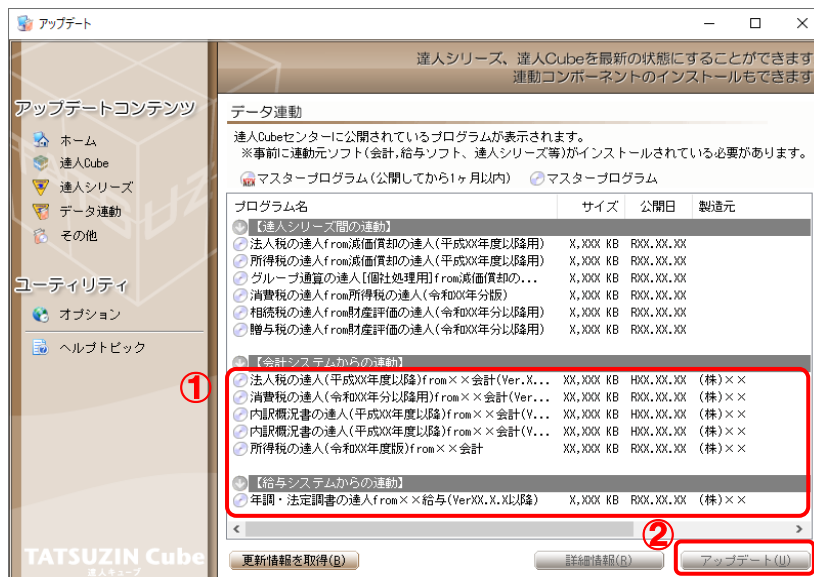 アップデート
達人シリーズ、達人Cubeを最新の状態にすることができます
連動コンポーネントのインストールもできます
アップデートコンテンツ
ホーム
達人Cube
達人シリーズ
データ連動
その他
ユーティリティ
オプション
ヘルプトピック
データ連動
達人Cubeセンターに公開されているプログラムが表示されます。
※事前に連動元ソフト(会計,給与ソフト、達人シリーズ等)がインストールされている必要があります。
マスタープログラム(公開してから1ヶ月以内) マスタープログラム
プログラム名 サイズ 公開日 製造元
【達人シリーズ間の連動】
法人税の達人from減価償却の達人(平成XX年度以降用) X,XXX KB RXX.XX.XX
所得税の達人from減価償却の達人(平成XX年度以降用) X,XXX KB RXX.XX.XX
グループ通算の達人[個社処理用]from減価償却の... X,XXX KB RXX.XX.XX
消費税の達人from所得税の達人(令和XX年分版) X,XXX KB RXX.XX.XX
相続税の達人from財産評価の達人(令和XX年分以降用) X,XXX KB RXX.XX.XX
贈与税の達人from財産評価の達人(令和XX年分以降用) X,XXX KB RXX.XX.XX
【会計システムからの連動】
①
法人税の達人(平成XX年度以降)from××会計(Ver.X... XX,XXX KB HXX.XX.XX (株)××
消費税の達人(令和XX年分以降用)from××会計(Ver... XX,XXX KB RXX.XX.XX (株)××
内訳概況書の達人(平成XX年度以降)from××会計(V... XX,XXX KB HXX.XX.XX (株)××
内訳概況書の達人(平成XX年度以降)from××会計(V... XX,XXX KB RXX.XX.XX (株)××
所得税の達人(令和XX年度版)from××会計 XX,XXX KB RXX.XX.XX (株)××
【給与システムからの連動】
年調・法定調書の達人from××給与(VerXX.X.X以降) X,XXX KB RXX.XX.XX (株)××
②
更新情報を取得(B) 詳細情報(R) アップデート(U)
TATSUZIN Cube
達人キューブ